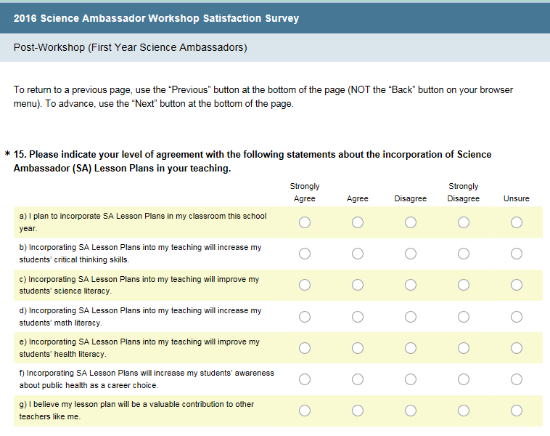 2016 Science Ambassador Workshop Satisfaction Survey
Post-Workshop (First Year Science Ambassadors)
To return to a previous page, use the "Previous" button at the bottom of the page (NOT the "Back" button on your browser
menu). To advance, use the "Next" button at the bottom of the page.
* 15. Please indicate your level of agreement with the following statements about the incorporation of Science
Ambassador (SA) Lesson Plans in your teaching.
Strongly Agree Agree Disagree Strongly Disagree Unsure
a) I plan to incorporate SA Lesson Plans in my classroom this school
year.
b) Incorporating SA Lesson Plans into my teaching will increase my
students' critical thinking skills.
c) Incorporating SA Lesson Plans into my teaching will improve my
students' science literacy.
d) Incorporating SA Lesson Plans into my teaching will increase my
students' math literacy.
e) Incorporating SA Lesson Plans into my teaching will improve my
students' health literacy.
f) Incorporating SA Lesson Plans will increase my students' awareness
about public health as a career choice.
g) I believe my lesson plan will be a valuable contribution to other
teachers like me.